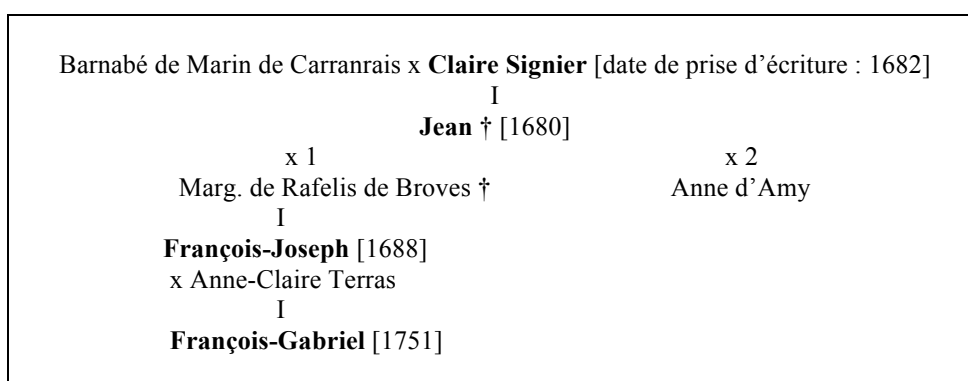 Barnabé de Marin de Carranrais x Claire Signier [date de prise d’écriture : 1682]
I
Jean † [1680]
x 1 x 2
Marg. de Rafelis de Broves † Anne d’Amy
I
François-Joseph [1688]
x Anne-Claire Terras
I
François-Gabriel [1751]